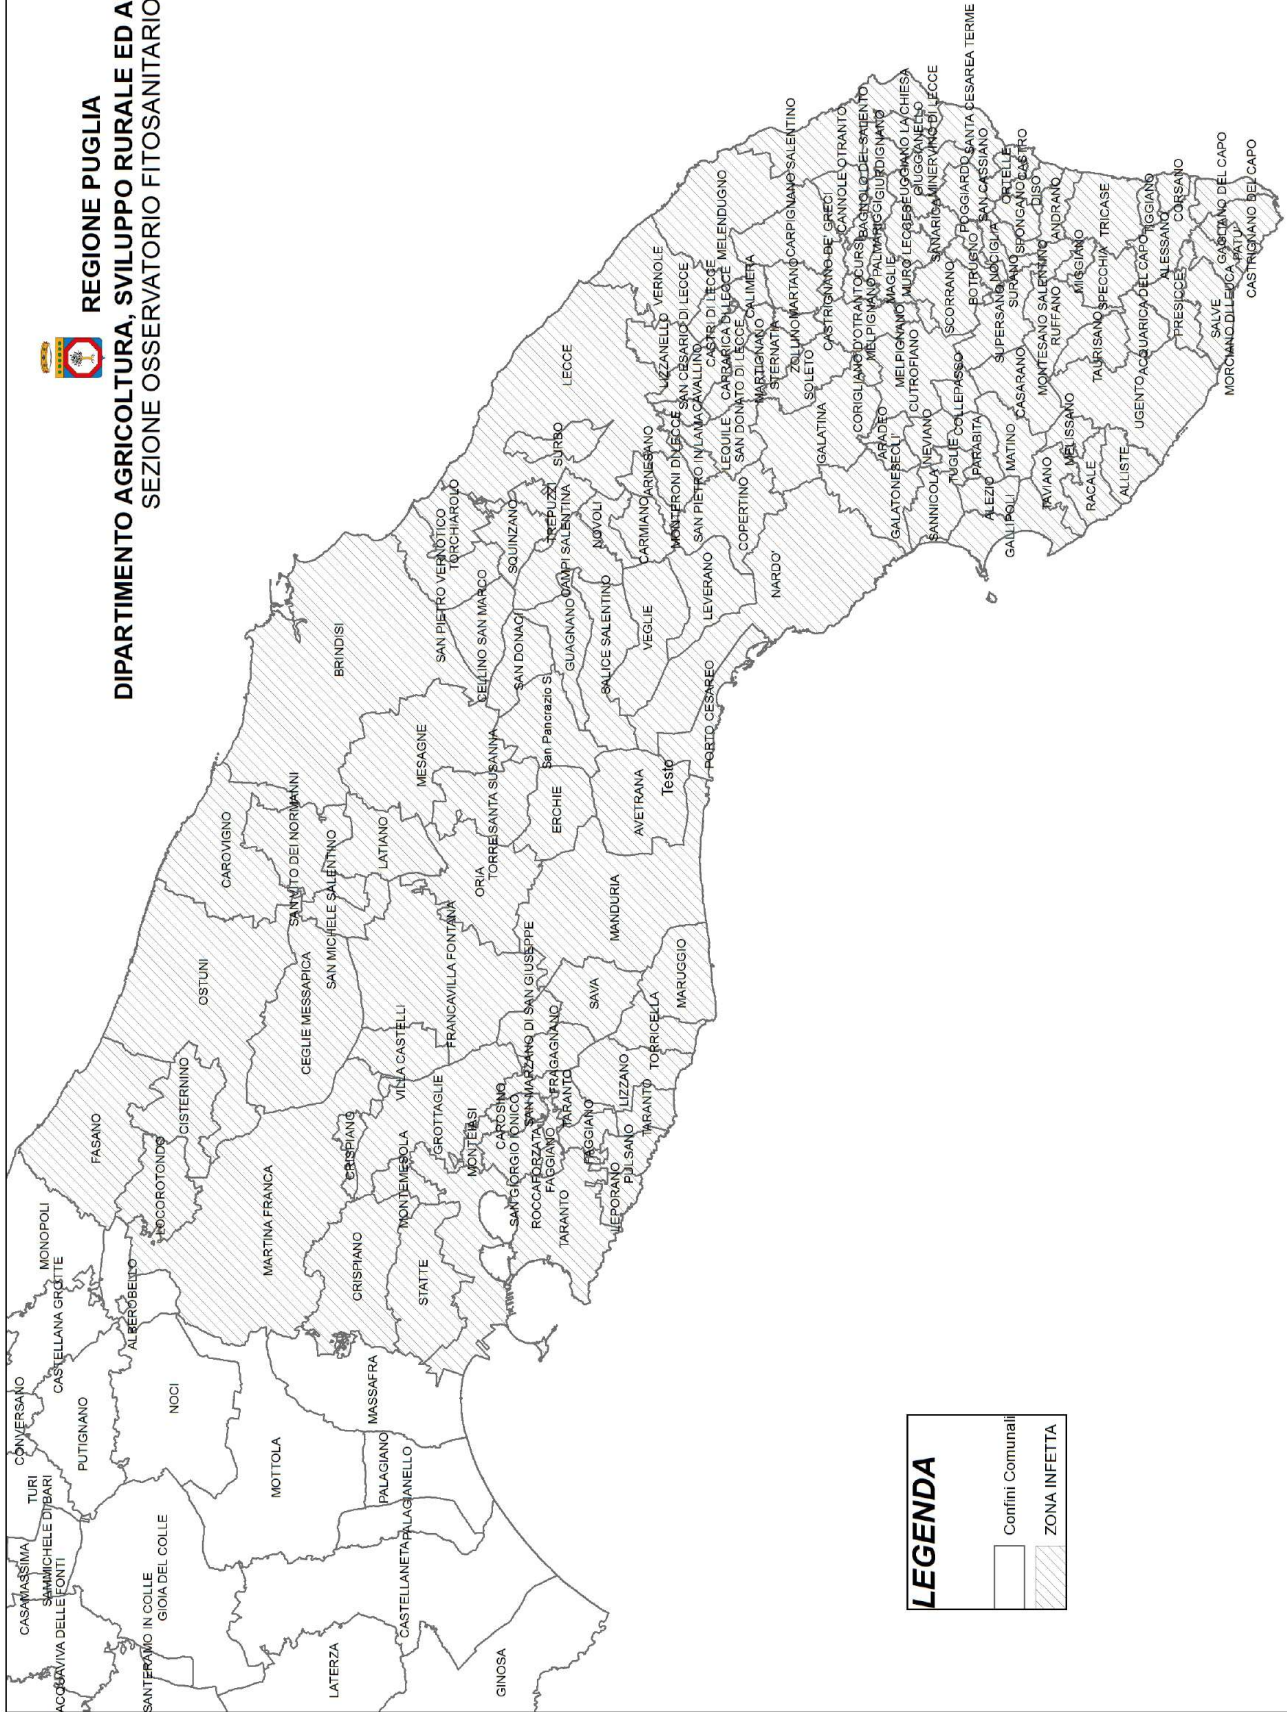 REGIONE PUGLIA
DIPARTIMENTO AGRICOLTURA, SVILUPPO RURALE ED A
SEZIONE OSSERVATORIO FITOSANITARIO
CASAMASSIMA
TURI
CONVERSANO
SAMMICHELE DI BARI
ACQUAVIVA DELLE FONTI
CASTELLANA GROTTE
MONOPOLI
PUTIGNANO
ALBEROBELLO
SANTERAMO IN COLLE
GIOIA DEL COLLE
NOCI
MOTTOLA
LATERZA
MASSAFRA
PALAGIANO
CASTELLANETA
PALAGIANELLO
GINOSA
FASANO
LOCOROTONDO
CISTERNINO
MARTINA FRANCA
OSTUNI
CEGLIE MESSAPICA
CAROVIGNO
SAN VITO DEI NORMANNI
SAN MICHELE SALENTINO
BRINDISI
LATIANO
MESAGNE
CRISPIANO
CRISPIANO
STATTE
MONTEMESOLA
VILLA CASTELLI
GROTTAGLIE
FRANCAVILLA FONTANA
MONTEIASI
CAROSINO
SAN GIORGIO IONICO
SAN MARZANO DI SAN GIUSEPPE
ROCCAFORZATA
FAGGIANO
FRAGAGNANO
TARANTO
TARANTO
FAGGIANO
LEPORANO
PULSANO
LIZZANO
TARANTO
SAVA
TORRICELLA
MARUGGIO
MANDURIA
ORIA
TORRE SANTA SUSANNA
ERCHIE
AVETRANA
Testo
San Pancrazio S.
SAN PIETRO VERNOTICO
TORCHIAROLO
CELLINO SAN MARCO
SAN DONACI
SQUINZANO
TREPUZZI
CAMPI SALENTINA
GUAGNANO
NOVOLI
SALICE SALENTINO
VEGLIE
CARMIANO
ARNESANO
LEVERANO
PORTO CESAREO
SURBO
LECCE
LIZZANELLO
VERNOLE
MONTERONI DI LECCE
SAN CESARIO DI LECCE
SAN PIETRO IN LAMA
CAVALLINO
CASTRI DI LECCE
LEQUILE
CAPRARICA DI LECCE
MELENDUGNO
SAN DONATO DI LECCE
CALIMERA
COPERTINO
MARTIGNANO
STERNATIA
NARDO'
ZOLLINO
MARTANO
CARPIGNANO SALENTINO
SOLETO
GALATINA
CASTRIGNANO DE' GRECI
CANNOLE
OTRANTO
CORIGLIANO D'OTRANTO
CURSI
BAGNOLO DEL SALENTO
MELPIGNANO
PALMARIGGI
GIURDIGNANO
ARADEO
MAGLIE
GALATONE
SECLI'
MELPIGNANO
MURO LECCESE
UGGIANO LA CHIESA
CUTROFIANO
GIUGGIANELLO
NEVIANO
SANNICOLA
SANARICA
MINERVINO DI LECCE
SCORRANO
TUGLIE
COLLEPASSO
POGGIARDO
SANTA CESAREA TERME
BOTRUGNO
SAN CASSIANO
PARABITA
ALEZIO
NOCIGLIA
SUPERSANO
ORTELLE
GALLIPOLI
MATINO
SURANO
SPONGANO
CASTRO
CASARANO
DISO
MONTESANO SALENTINO
ANDRANO
TAVIANO
RUFFANO
MELISSANO
MIGGIANO
RACALE
TAURISANO
SPECCHIA
TRICASE
ALLISTE
UGENTO
ACQUARICA DEL CAPO
TIGGIANO
ALESSANO
PRESICCE
CORSANO
SALVE
MORCIANO DI LEUCA
GAGLIANO DEL CAPO
PATU'
CASTRIGNANO DEL CAPO
LEGENDA
Confini Comunali
ZONA INFETTA